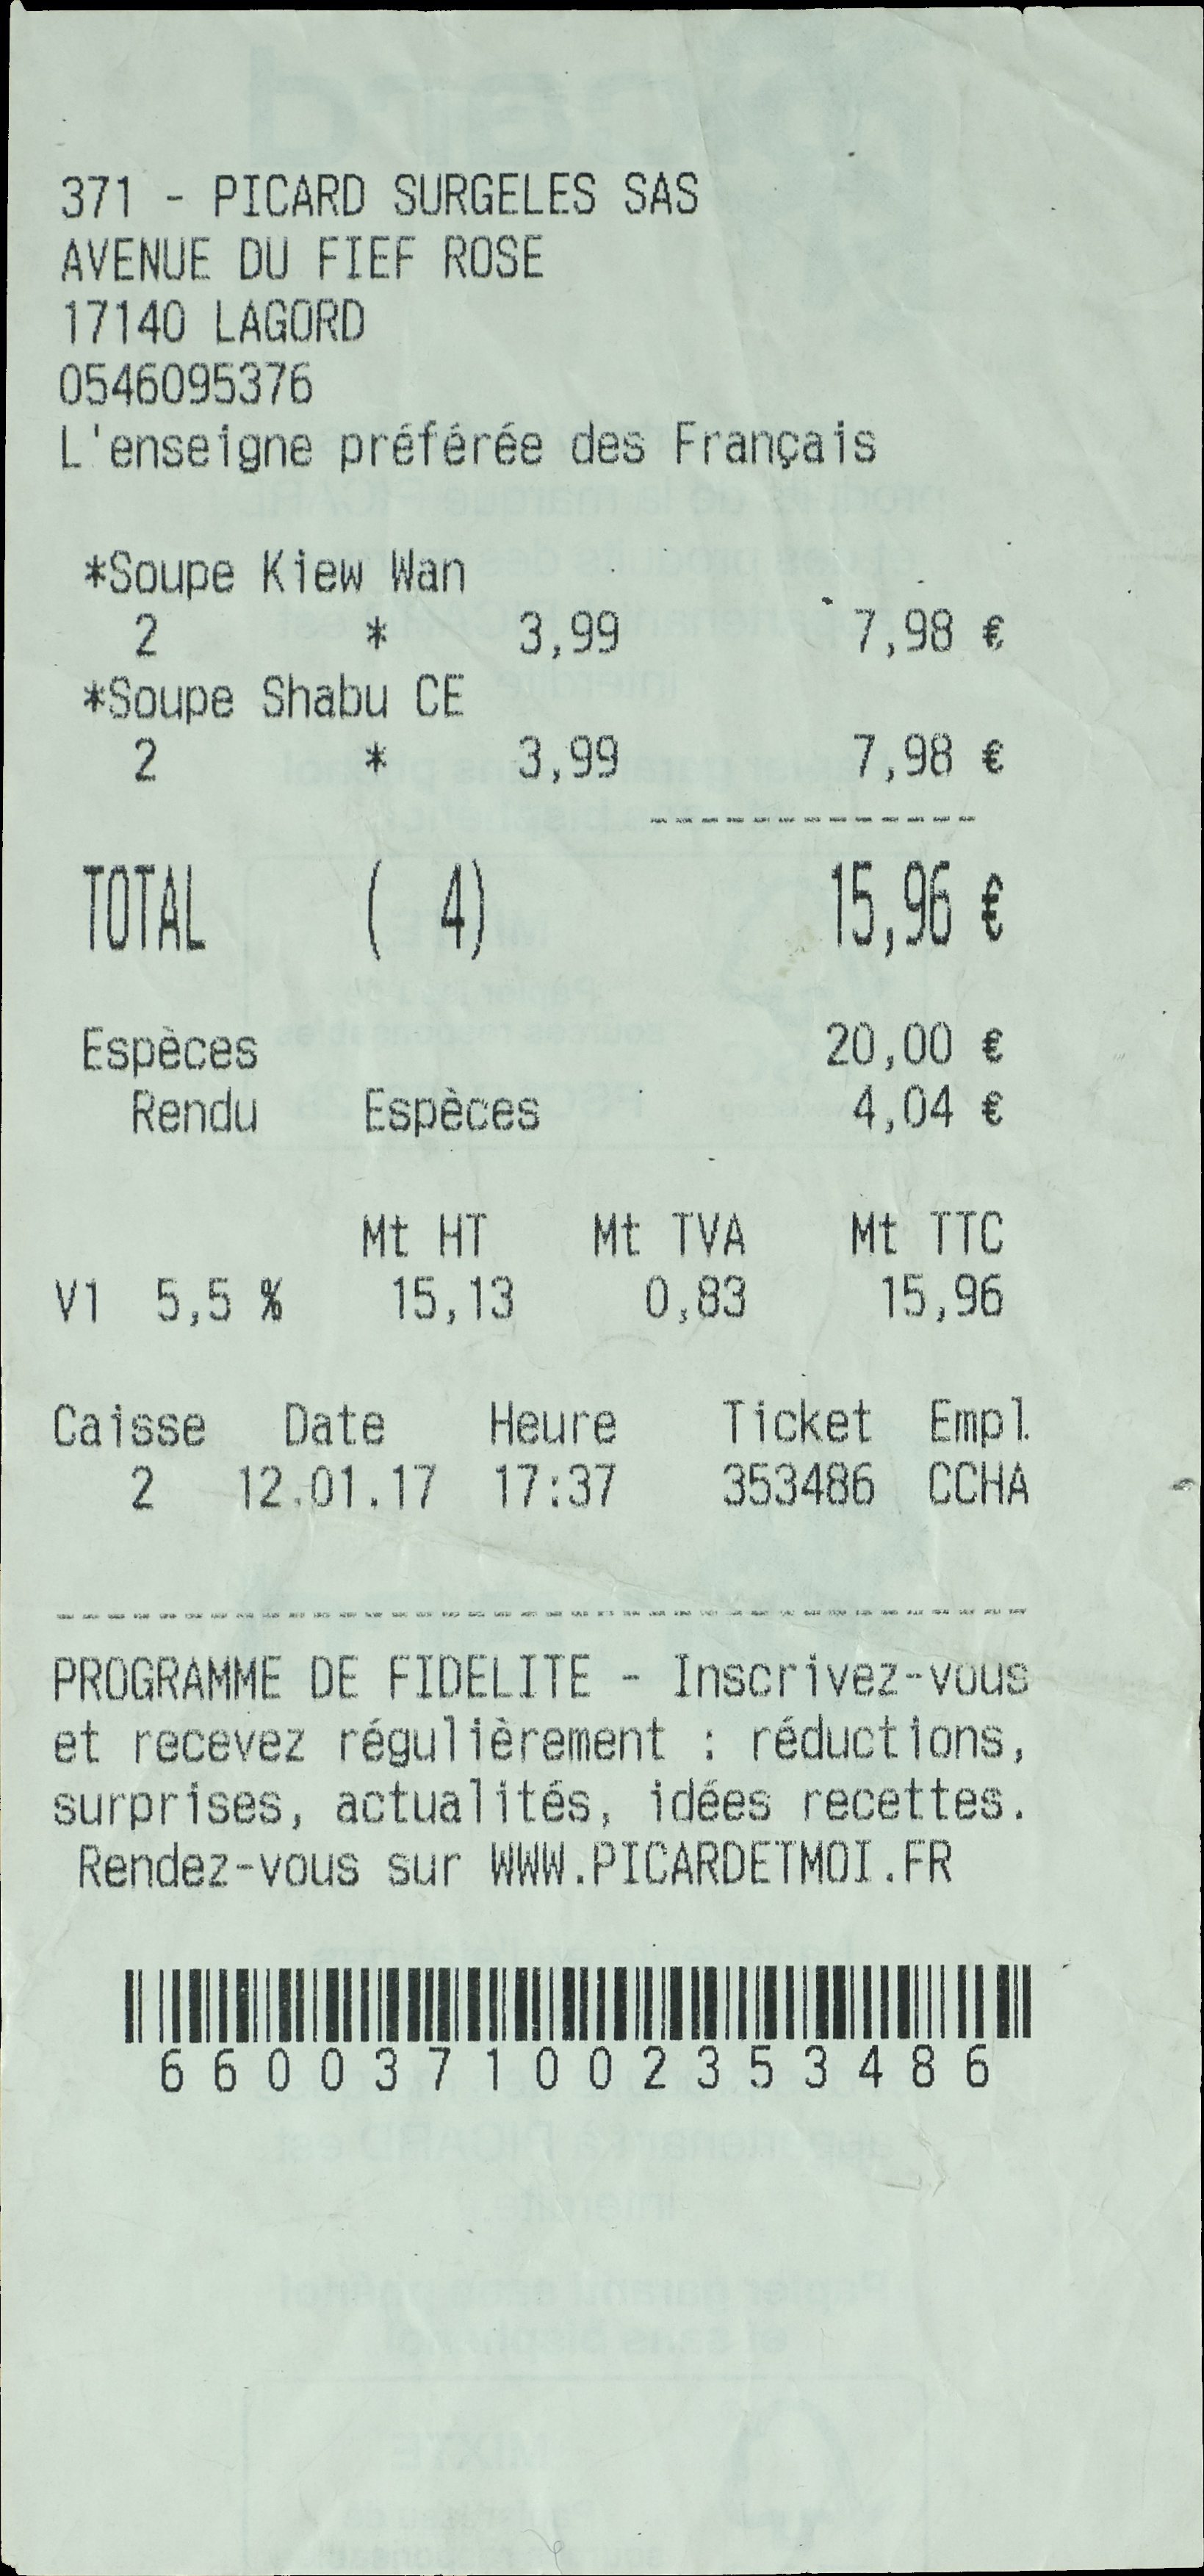 371 - PICARD SURGELES SAS
AVENUE DU FIEF ROSE
17140 LAGORD
0546095376
L'enseigne préférée des Français
*Soupe Kiew Wan
2 * 3,99 7,98 €
*Soupe Shabu CE
2 * 3,99 7,98 €
-------------
TOTAL ( 4) 15,96 €
Espèces 20,00 €
Rendu Espèces 4,04 €
Mt HT Mt TVA Mt TTC
V1 5,5 % 15,13 0,83 15,96
Caisse Date Heure Ticket Empl
2 12.01.17 17:37 353486 CCHA
--------------------------------------
PROGRAMME DE FIDELITE - Inscrivez-vous
et recevez régulièrement : réductions,
surprises, actualités, idées recettes.
Rendez-vous sur WWW.PICARDETMOI.FR
6600371002353486